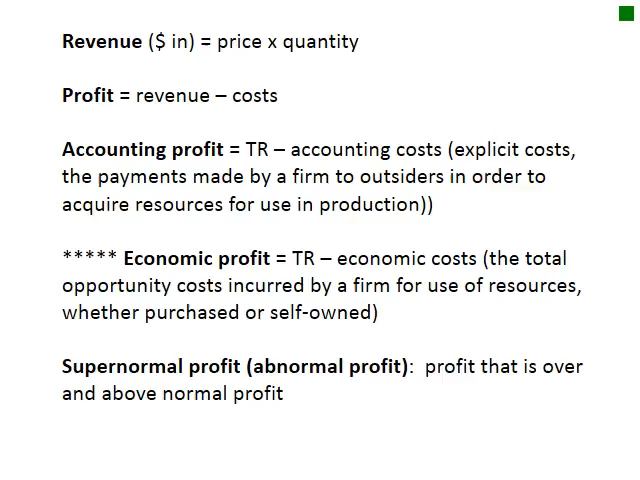 Revenue ($ in) = price x quantity
Profit = revenue – costs
Accounting profit = TR – accounting costs (explicit costs,
the payments made by a firm to outsiders in order to
acquire resources for use in production))
***** Economic profit = TR – economic costs (the total
opportunity costs incurred by a firm for use of resources,
whether purchased or self-owned)
Supernormal profit (abnormal profit):  profit that is over
and above normal profit